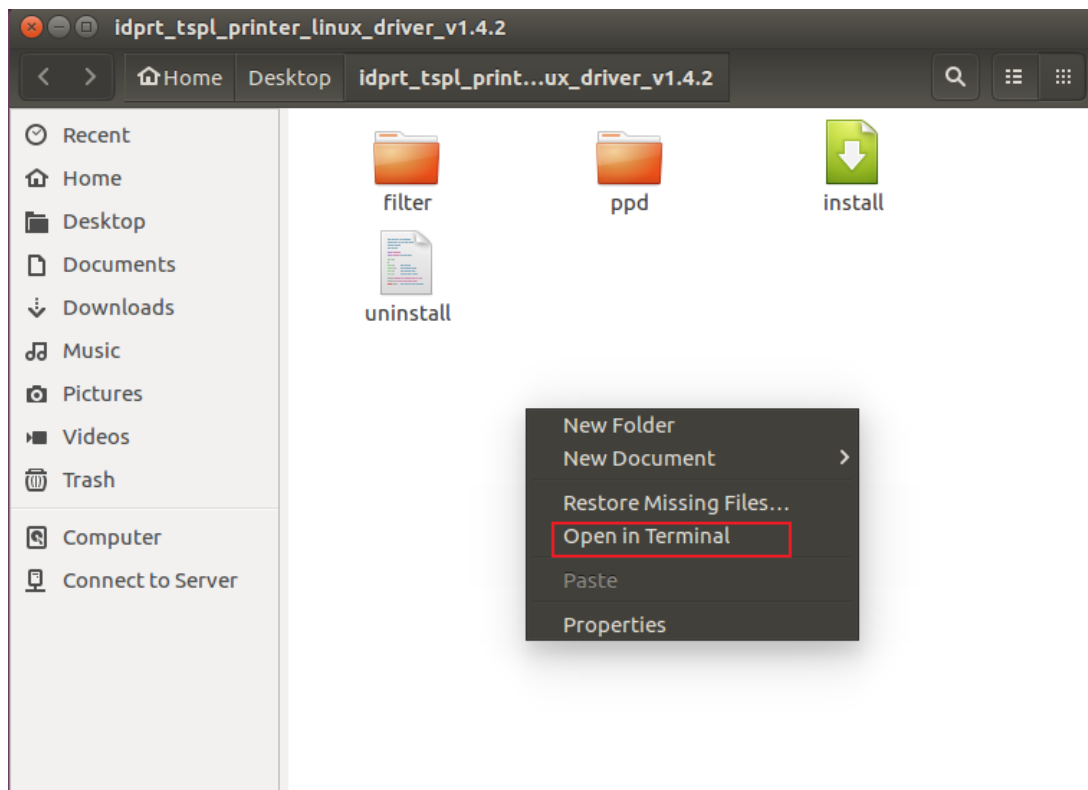 idprt_tspl_printer_linux_driver_v1.4.2
Home Desktop idprt_tspl_print...ux_driver_v1.4.2
Recent
Home
Desktop
Documents
Downloads
Music
Pictures
Videos
Trash
Computer
Connect to Server
filter ppd install
uninstall
New Folder
New Document
Restore Missing Files...
Open in Terminal
Paste
Properties